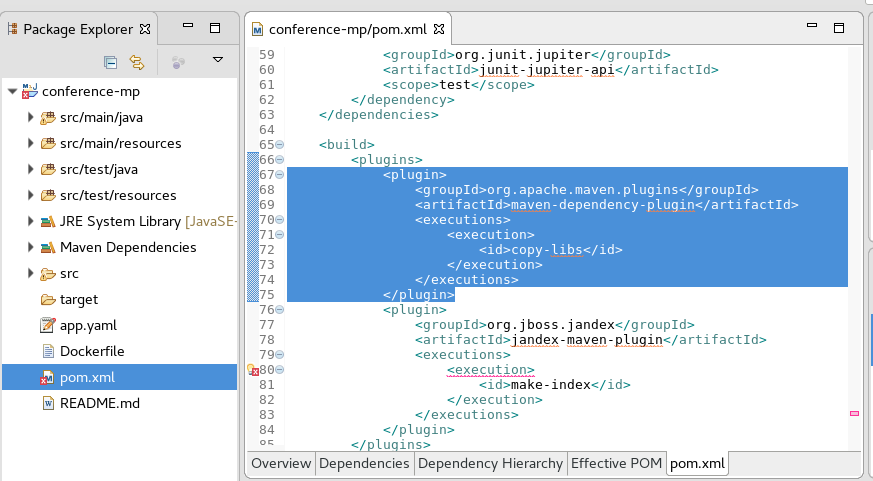 Package Explorer
conference-mp
src/main/java
src/main/resources
src/test/java
src/test/resources
JRE System Library [JavaSE-
Maven Dependencies
src
target
app.yaml
Dockerfile
pom.xml
README.md
conference-mp/pom.xml
59 <groupId>org.junit.jupiter</groupId>
60 <artifactId>junit-jupiter-api</artifactId>
61 <scope>test</scope>
62 </dependency>
63 </dependencies>
64
65 <build>
66 <plugins>
67 <plugin>
68 <groupId>org.apache.maven.plugins</groupId>
69 <artifactId>maven-dependency-plugin</artifactId>
70 <executions>
71 <execution>
72 <id>copy-libs</id>
73 </execution>
74 </executions>
75 </plugin>
76 <plugin>
77 <groupId>org.jboss.jandex</groupId>
78 <artifactId>jandex-maven-plugin</artifactId>
79 <executions>
80 <execution>
81 <id>make-index</id>
82 </execution>
83 </executions>
84 </plugin>
85 </plugins>
Overview Dependencies Dependency Hierarchy Effective POM pom.xml